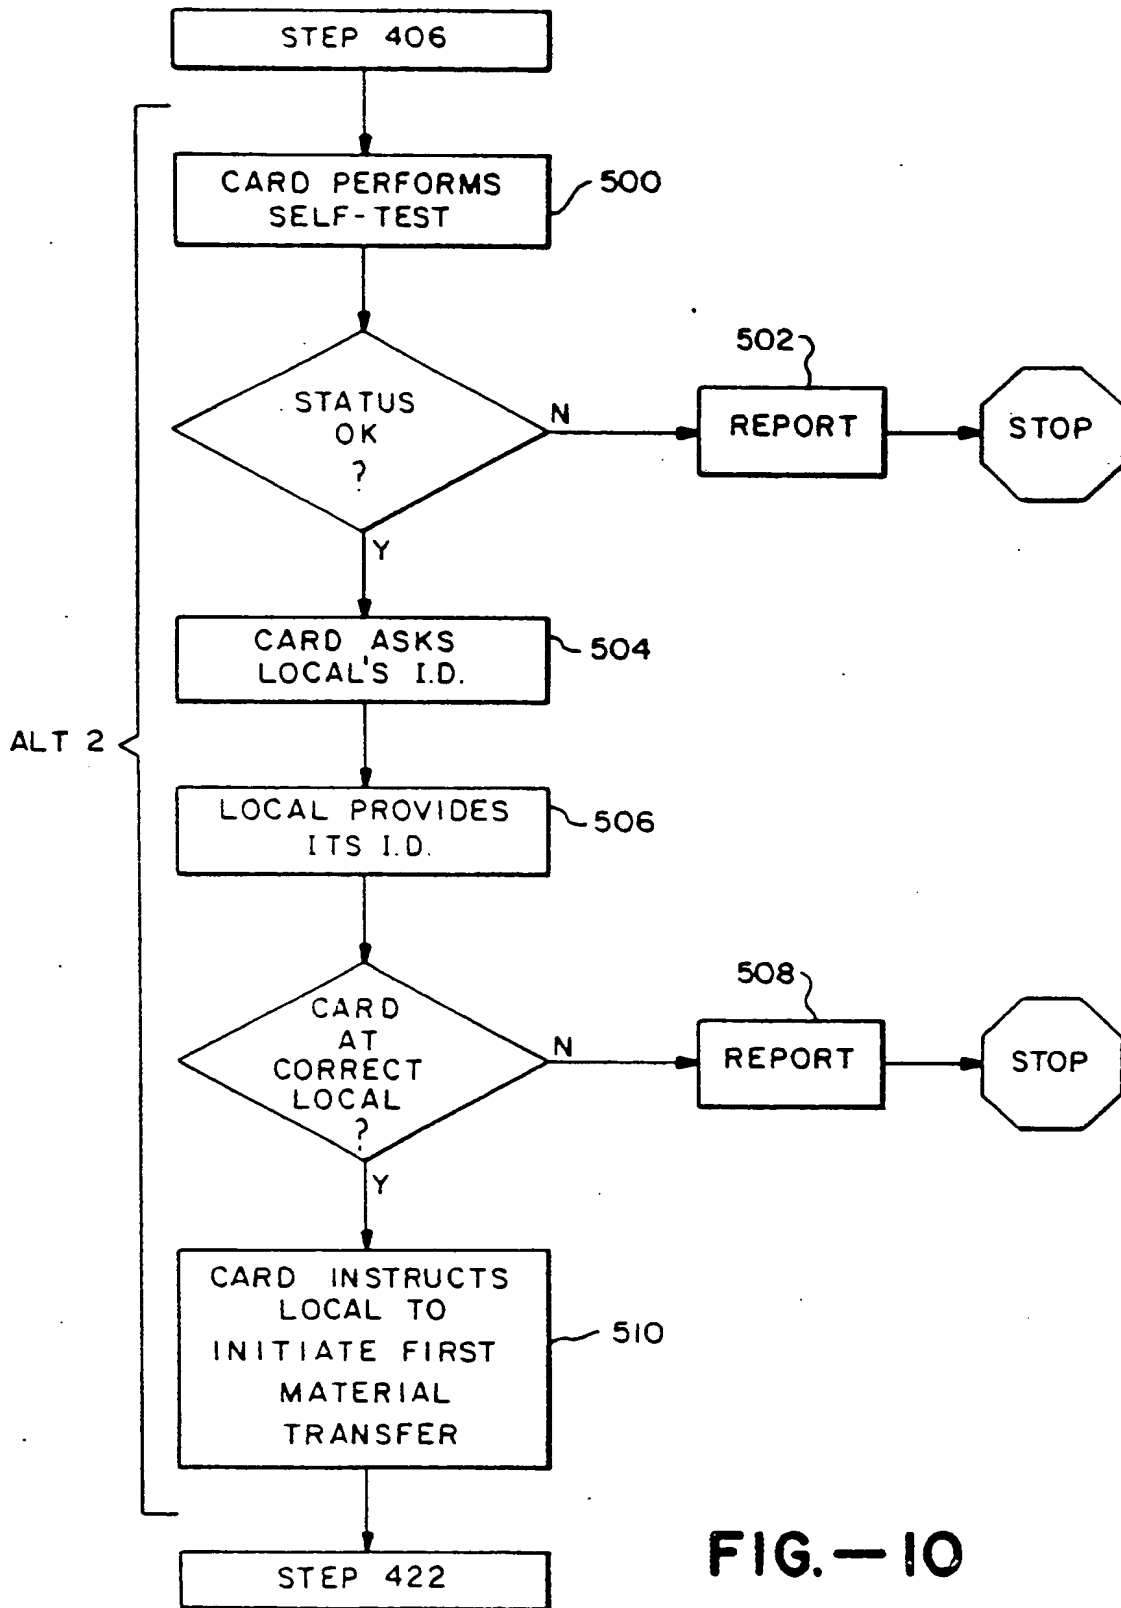 STEP 406
CARD PERFORMS
SELF-TEST
500
STATUS
OK
?
N
502
REPORT
STOP
Y
CARD ASKS
LOCAL'S I.D.
504
ALT 2
LOCAL PROVIDES
ITS I.D.
506
CARD
AT
CORRECT
LOCAL
?
N
508
REPORT
STOP
Y
CARD INSTRUCTS
LOCAL TO
INITIATE FIRST
MATERIAL
TRANSFER
510
STEP 422
FIG.—10